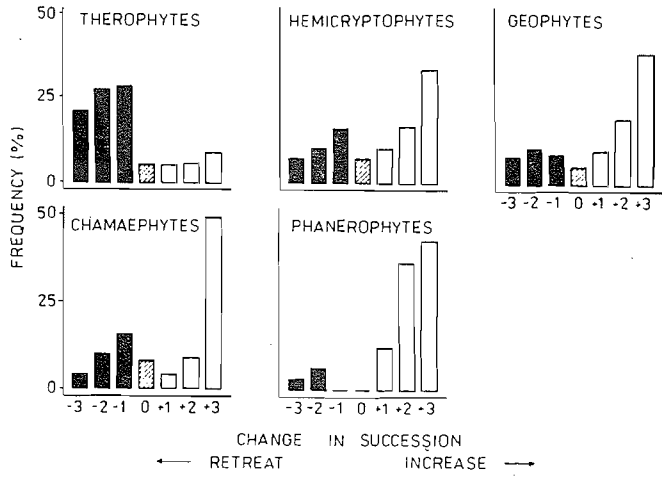 50
THEROPHYTES
HEMICRYPTOPHYTES
GEOPHYTES
25
0
-3 -2 -1 0 +1 +2 +3
FREQUENCY (%)
50
CHAMAEPHYTES
PHANEROPHYTES
25
0
-3 -2 -1 0 +1 +2 +3
-3 -2 -1 0 +1 +2 +3
CHANGE IN SUCCESSION
← RETREAT INCREASE →